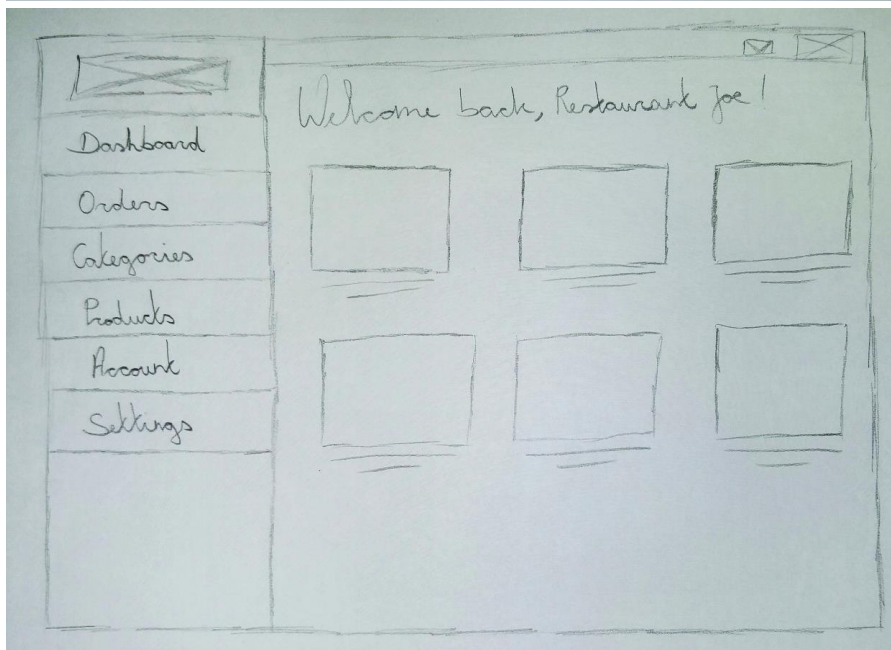 Welcome back, Restaurant Joe!
Dashboard
Orders
Categories
Products
Account
Settings